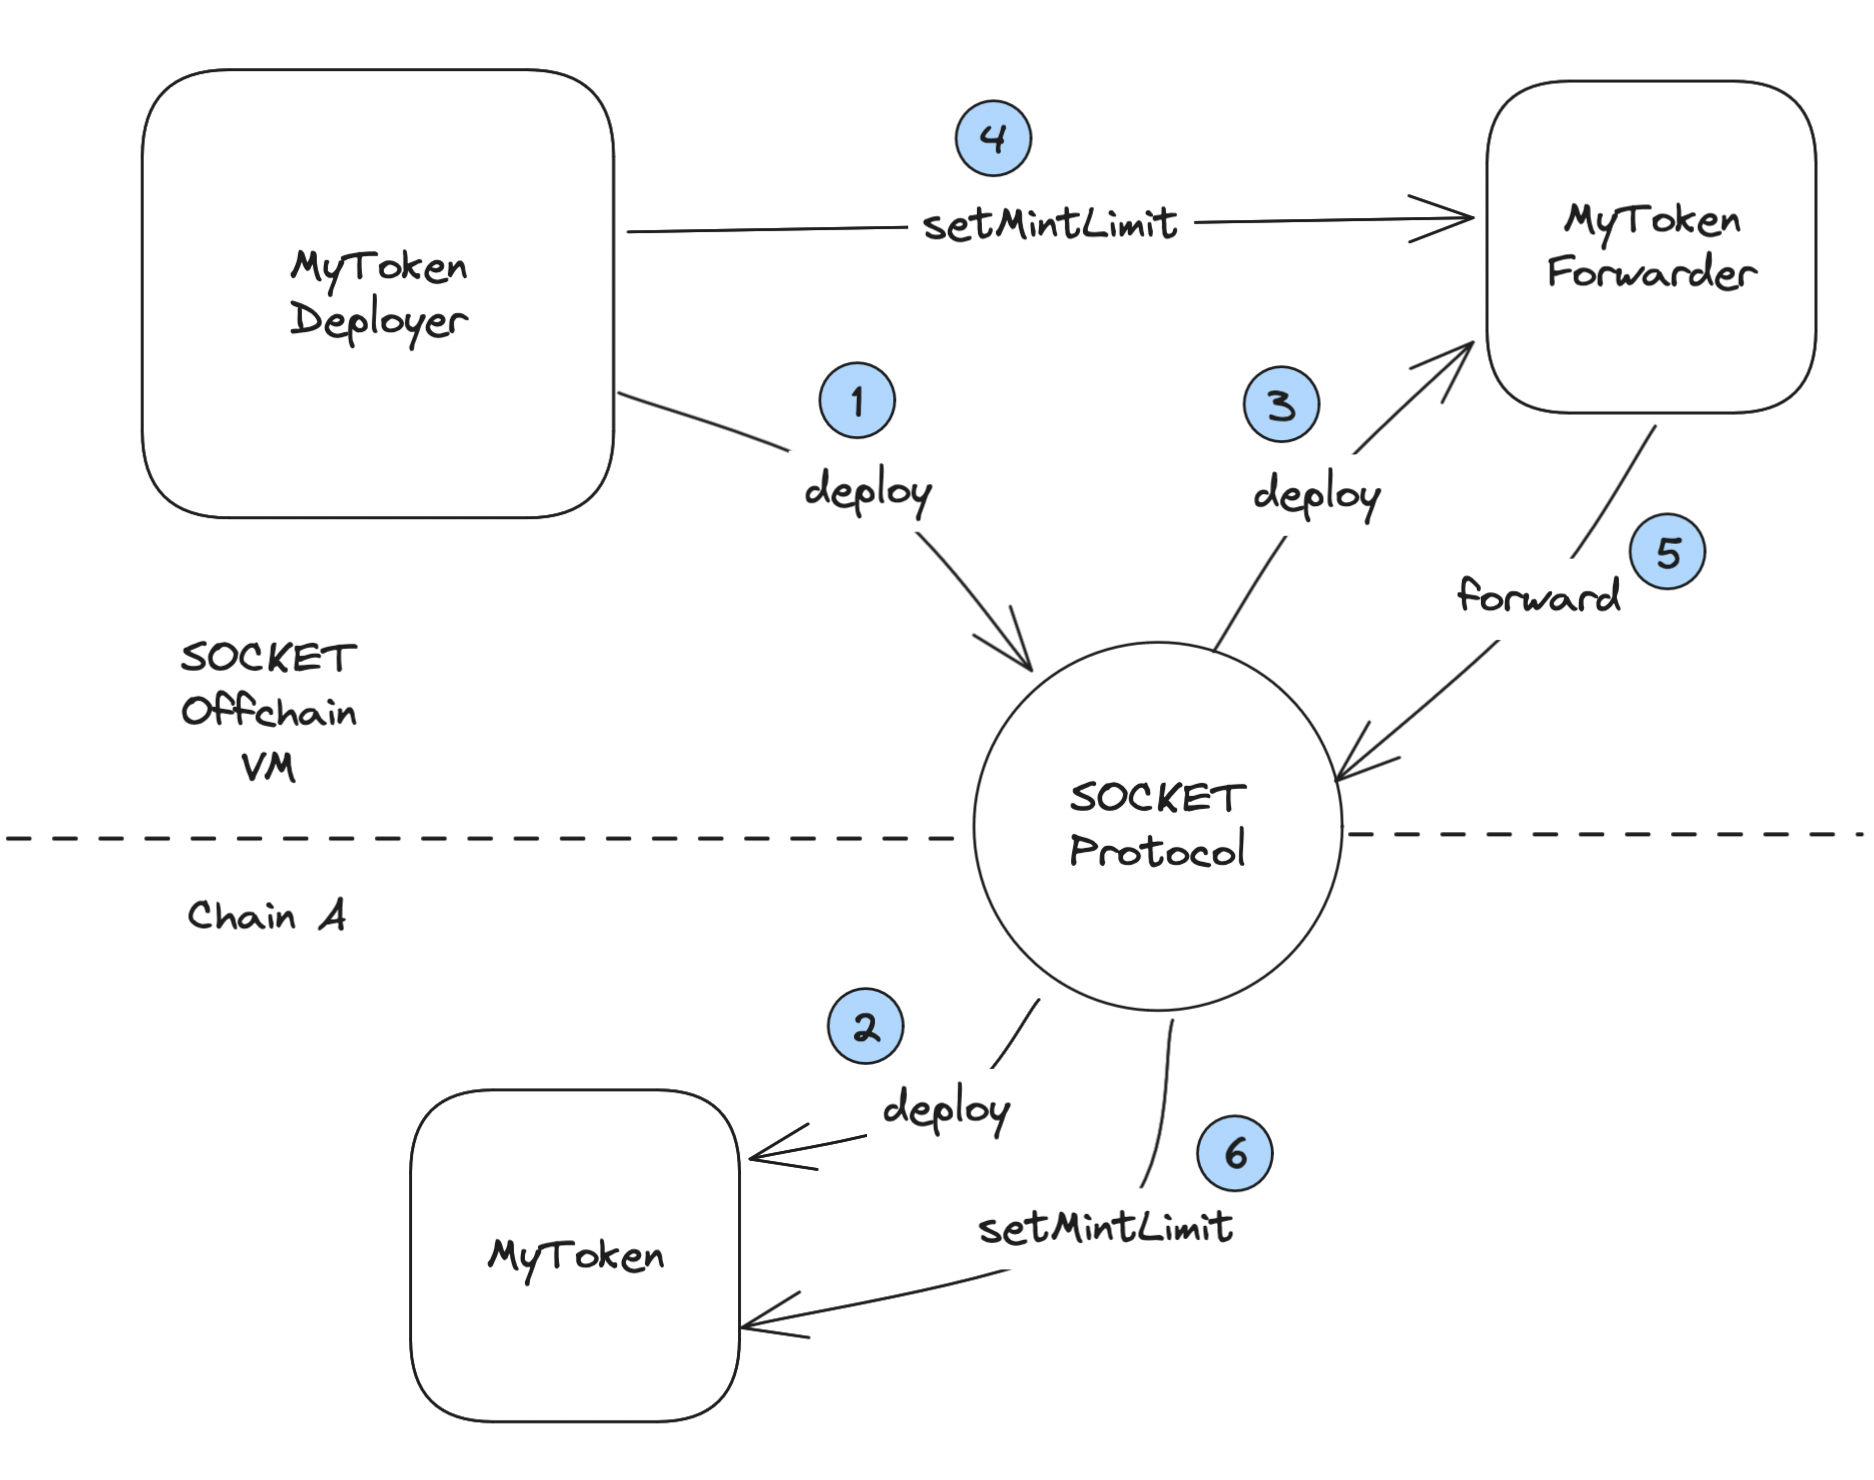 4
setMintLimit
MyToken
Deployer
MyToken
Forwarder
1
deploy
3
deploy
5
forward
SOCKET
Offchain
VM
SOCKET
Protocol
Chain A
2
deploy
6
setMintLimit
MyToken